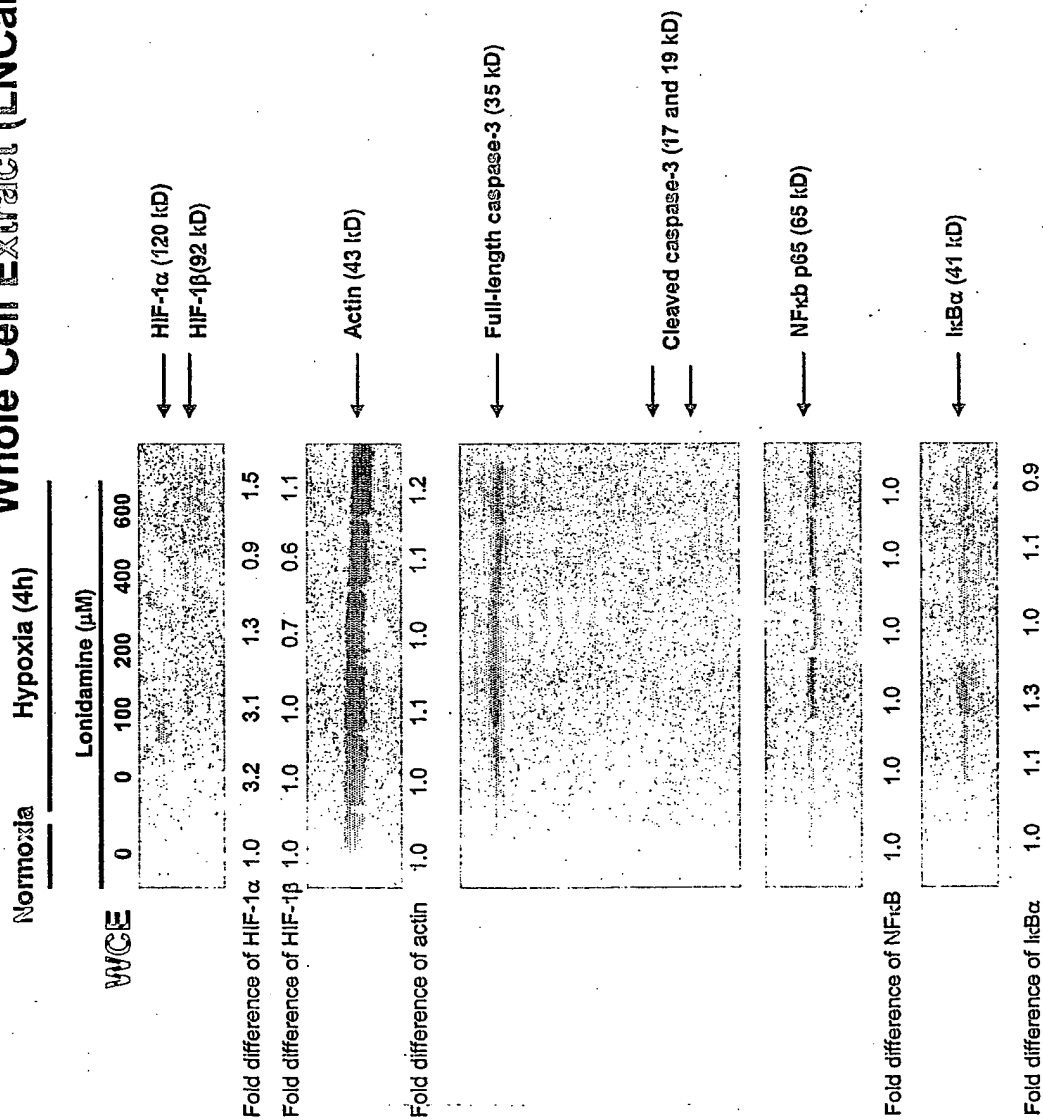 Whole Cell Extract (LNCa
Normoxia Hypoxia (4h)
Lonidamine (μM)
WCE 0 0 100 200 400 600
HIF-1α (120 kD)
HIF-1β(92 kD)
Fold difference of HIF-1α 1.0 3.2 3.1 1.3 0.9 1.5
Fold difference of HIF-1β 1.0 1.0 1.0 0.7 0.6 1.1
Actin (43 kD)
Fold difference of actin 1.0 1.0 1.1 1.0 1.1 1.2
Full-length caspase-3 (35 kD)
Cleaved caspase-3 (17 and 19 kD)
NFκb p65 (65 kD)
Fold difference of NFκB 1.0 1.0 1.0 1.0 1.0 1.0
IκBα (41 kD)
Fold difference of IκBα 1.0 1.1 1.3 1.0 1.1 0.9